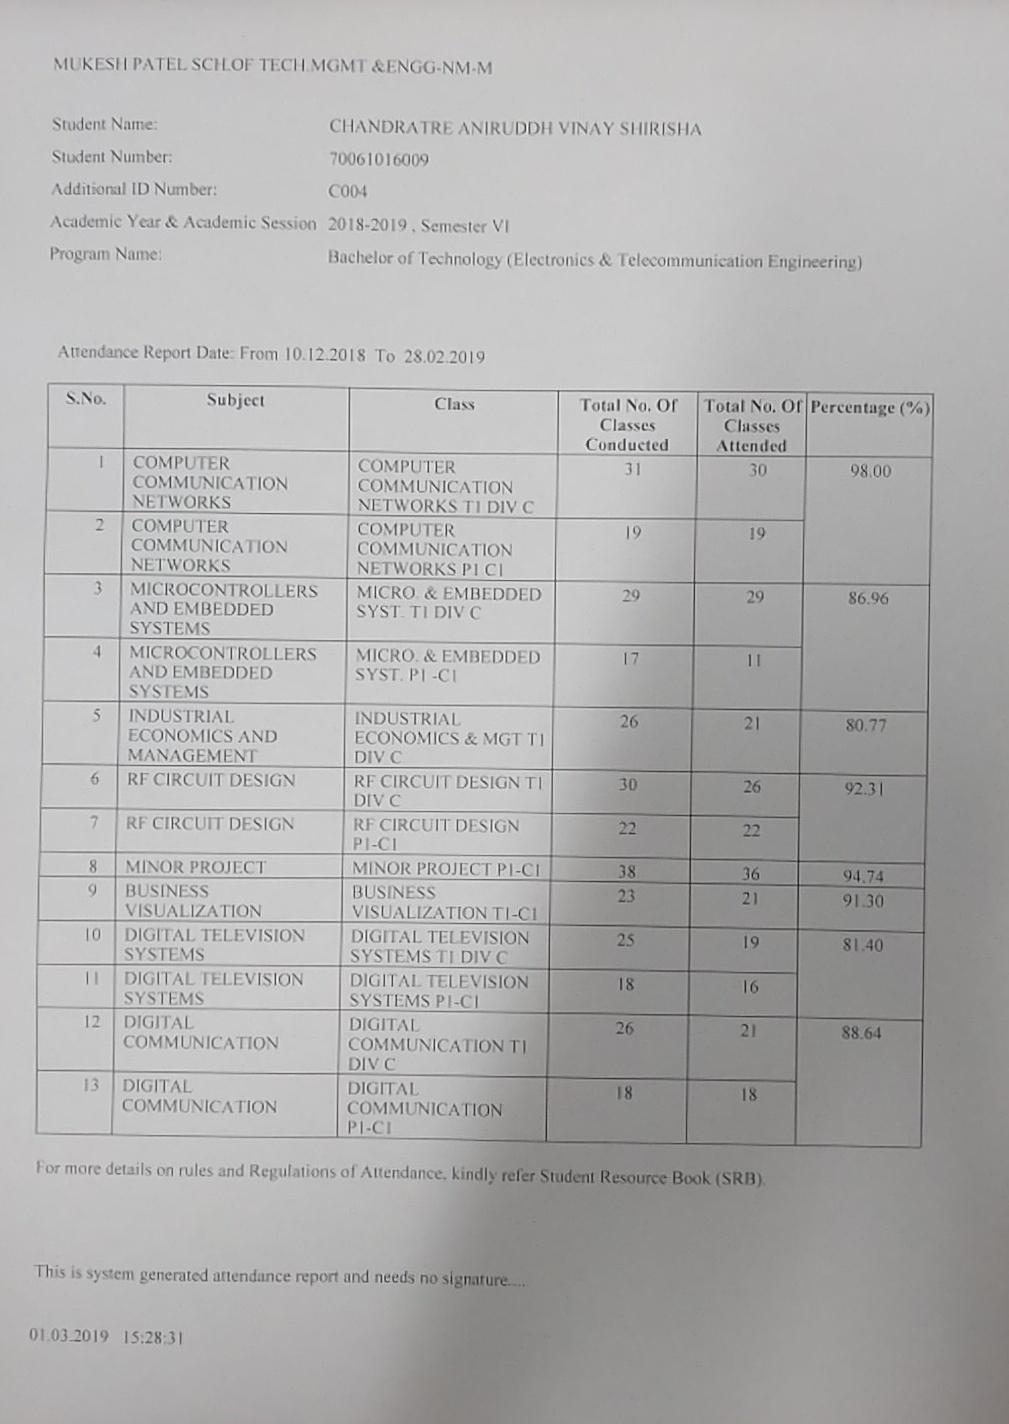 MUKESH PATEL SCH.OF TECH.MGMT &ENGG-NM-M
Student Name: CHANDRATRE ANIRUDDH VINAY SHIRISHA
Student Number: 70061016009
Additional ID Number: C004
Academic Year & Academic Session 2018-2019 , Semester VI
Program Name: Bachelor of Technology (Electronics & Telecommunication Engineering)
Attendance Report Date: From 10.12.2018 To 28.02.2019
S.No. Subject Class Total No. Of Total No. Of Percentage (%)
Classes Classes
Conducted Attended
1 COMPUTER COMPUTER 31 30 98.00
COMMUNICATION COMMUNICATION
NETWORKS NETWORKS T1 DIV C
2 COMPUTER COMPUTER 19 19
COMMUNICATION COMMUNICATION
NETWORKS NETWORKS P1 C1
3 MICROCONTROLLERS MICRO. & EMBEDDED 29 29 86.96
AND EMBEDDED SYST. T1 DIV C
SYSTEMS
4 MICROCONTROLLERS MICRO. & EMBEDDED 17 11
AND EMBEDDED SYST. P1 -C1
SYSTEMS
5 INDUSTRIAL INDUSTRIAL 26 21 80.77
ECONOMICS AND ECONOMICS & MGT T1
MANAGEMENT DIV C
6 RF CIRCUIT DESIGN RF CIRCUIT DESIGN T1 30 26 92.31
DIV C
7 RF CIRCUIT DESIGN RF CIRCUIT DESIGN 22 22
P1-C1
8 MINOR PROJECT MINOR PROJECT P1-C1 38 36 94.74
9 BUSINESS BUSINESS 23 21 91.30
VISUALIZATION VISUALIZATION T1-C1
10 DIGITAL TELEVISION DIGITAL TELEVISION 25 19 81.40
SYSTEMS SYSTEMS T1 DIV C
11 DIGITAL TELEVISION DIGITAL TELEVISION 18 16
SYSTEMS SYSTEMS P1-C1
12 DIGITAL DIGITAL 26 21 88.64
COMMUNICATION COMMUNICATION T1
DIV C
13 DIGITAL DIGITAL 18 18
COMMUNICATION COMMUNICATION
P1-C1
For more details on rules and Regulations of Attendance, kindly refer Student Resource Book (SRB).
This is system generated attendance report and needs no signature....
01.03.2019 15:28:31